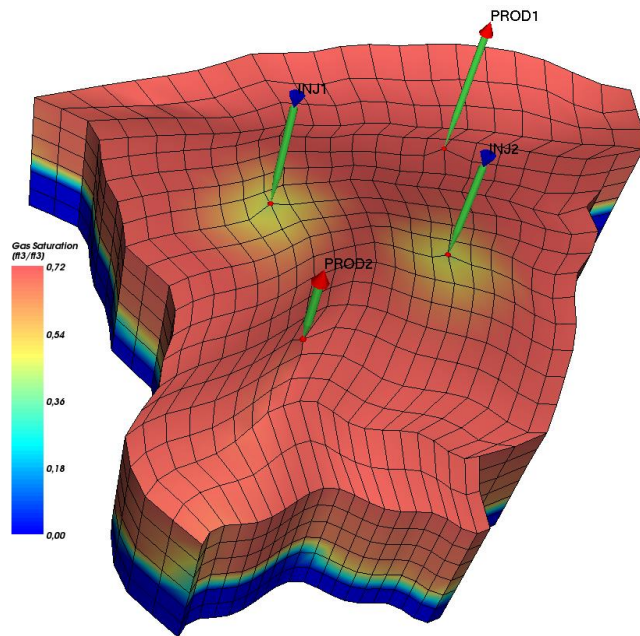 PROD1
INJ1
INJ2
PROD2
Gas Saturation
(ft3/ft3)
0,72
0,54
0,36
0,18
0,00